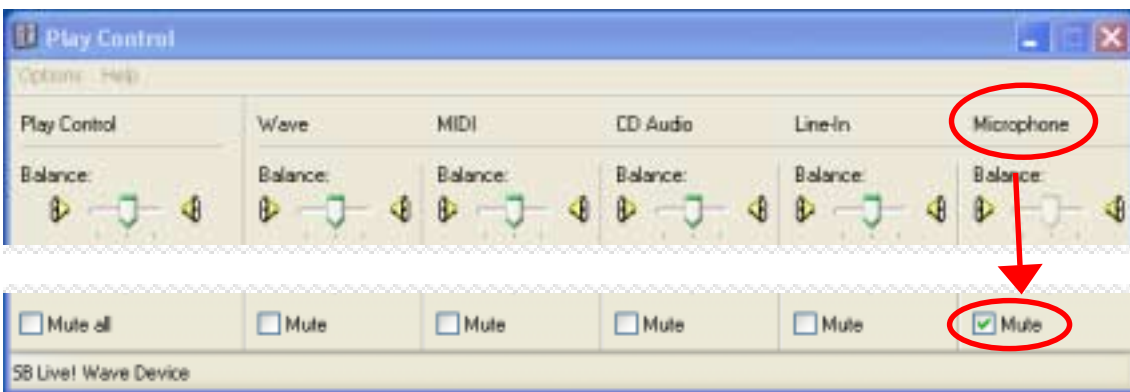 Play Control
Options Help
Play Control Wave MIDI CD Audio Line-In Microphone
Balance: Balance: Balance: Balance: Balance: Balance:
Mute all Mute Mute Mute Mute Mute
SB Live! Wave Device